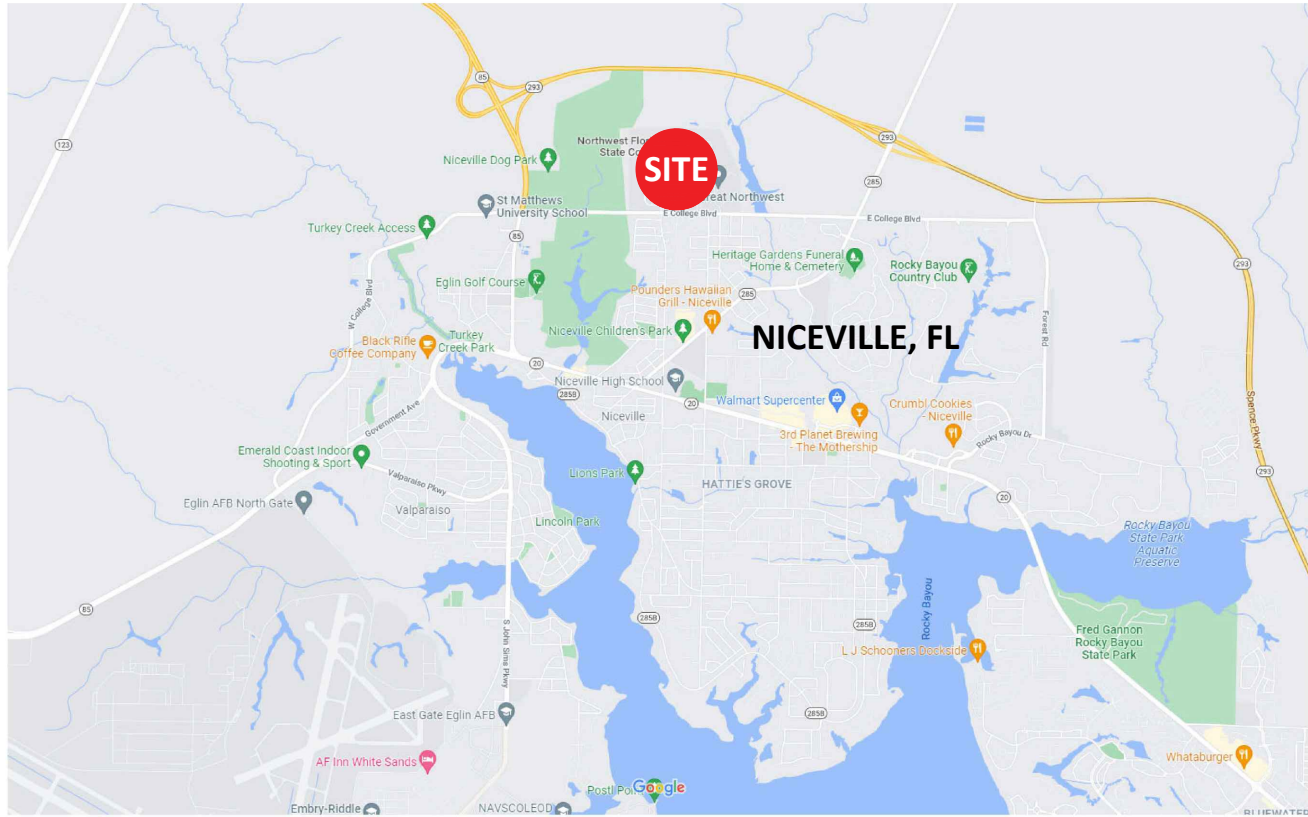 85
293
123
Northwest Flo
State Co
SITE
293
Niceville Dog Park
285
eat Northwest
St Matthews
University School
E College Blvd
E College Blvd
Turkey Creek Access
85
Heritage Gardens Funeral
Home & Cemetery
Rocky Bayou
Country Club
293
Eglin Golf Course
Pounders Hawaiian
Grill - Niceville
285
W College Blvd
Forest Rd
Niceville Children's Park
NICEVILLE, FL
Black Rifle
Coffee Company
Turkey
Creek Park
20
Niceville High School
285B
20
Walmart Supercenter
Crumbl Cookies
- Niceville
Niceville
Spence Pkwy
Government Ave
3rd Planet Brewing
- The Mothership
Rocky Bayou Dr
Emerald Coast Indoor
Shooting & Sport
Lions Park
293
Valparaiso Pkwy
HATTIE'S GROVE
20
Eglin AFB North Gate
Valparaiso
Lincoln Park
Rocky Bayou
State Park
Aquatic
Preserve
85
Rocky Bayou
285B
285B
S John Sims Pkwy
Fred Gannon
Rocky Bayou
State Park
L J Schooners Dockside
East Gate Eglin AFB
285B
AF Inn White Sands
Whataburger
Postl Poi
Google
Embry-Riddle
NAVSCOLEOD
BLUEWATER